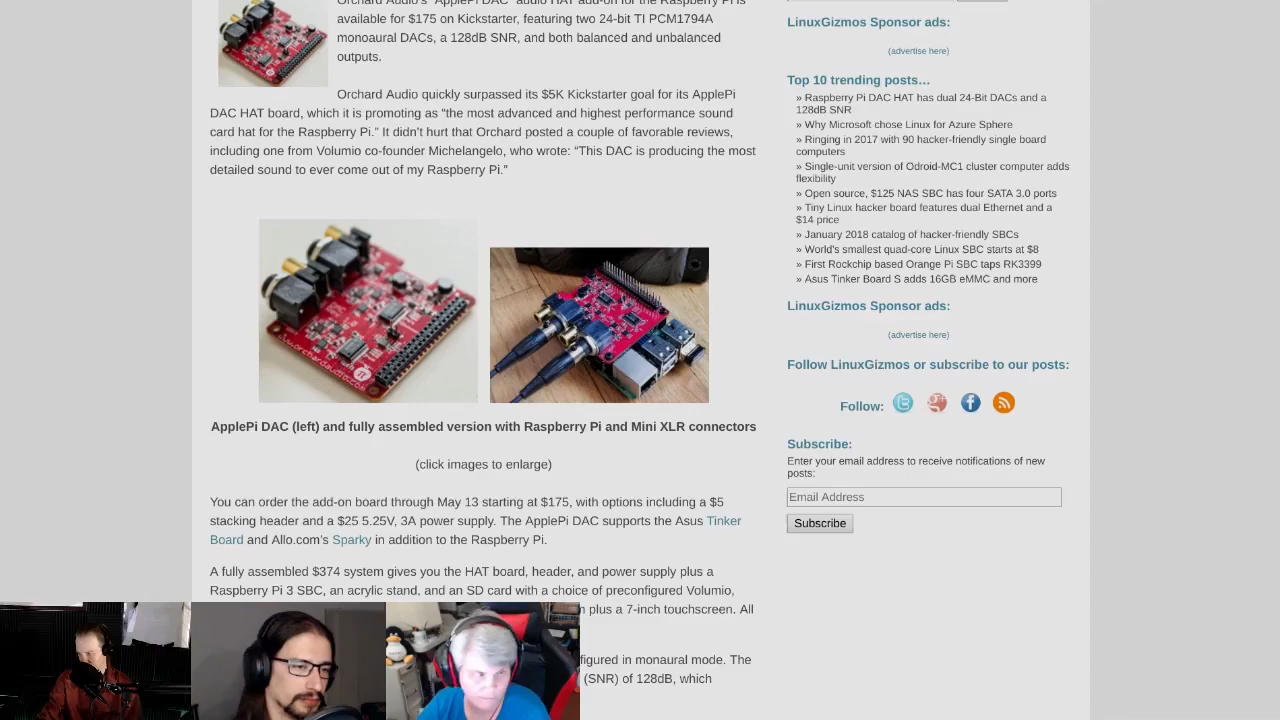 Orchard Audio's "ApplePi DAC" audio HAT add-on for the Raspberry Pi is
available for $175 on Kickstarter, featuring two 24-bit TI PCM1794A
monoaural DACs, a 128dB SNR, and both balanced and unbalanced
outputs.
Orchard Audio quickly surpassed its $5K Kickstarter goal for its ApplePi
DAC HAT board, which it is promoting as “the most advanced and highest performance sound
card hat for the Raspberry Pi.” It didn’t hurt that Orchard posted a couple of favorable reviews,
including one from Volumio co-founder Michelangelo, who wrote: “This DAC is producing the most
detailed sound to ever come out of my Raspberry Pi.”
www.orchardaudio.com
ApplePi DAC (left) and fully assembled version with Raspberry Pi and Mini XLR connectors
(click images to enlarge)
You can order the add-on board through May 13 starting at $175, with options including a $5
stacking header and a $25 5.25V, 3A power supply. The ApplePi DAC supports the Asus Tinker
Board and Allo.com’s Sparky in addition to the Raspberry Pi.
A fully assembled $374 system gives you the HAT board, header, and power supply plus a
Raspberry Pi 3 SBC, an acrylic stand, and an SD card with a choice of preconfigured Volumio,
plus a 7-inch touchscreen. All
figured in monaural mode. The
(SNR) of 128dB, which
LinuxGizmos Sponsor ads:
(advertise here)
Top 10 trending posts…
» Raspberry Pi DAC HAT has dual 24-Bit DACs and a
128dB SNR
» Why Microsoft chose Linux for Azure Sphere
» Ringing in 2017 with 90 hacker-friendly single board
computers
» Single-unit version of Odroid-MC1 cluster computer adds
flexibility
» Open source, $125 NAS SBC has four SATA 3.0 ports
» Tiny Linux hacker board features dual Ethernet and a
$14 price
» January 2018 catalog of hacker-friendly SBCs
» World's smallest quad-core Linux SBC starts at $8
» First Rockchip based Orange Pi SBC taps RK3399
» Asus Tinker Board S adds 16GB eMMC and more
LinuxGizmos Sponsor ads:
(advertise here)
Follow LinuxGizmos or subscribe to our posts:
Follow:
Subscribe:
Enter your email address to receive notifications of new
posts:
Email Address
Subscribe